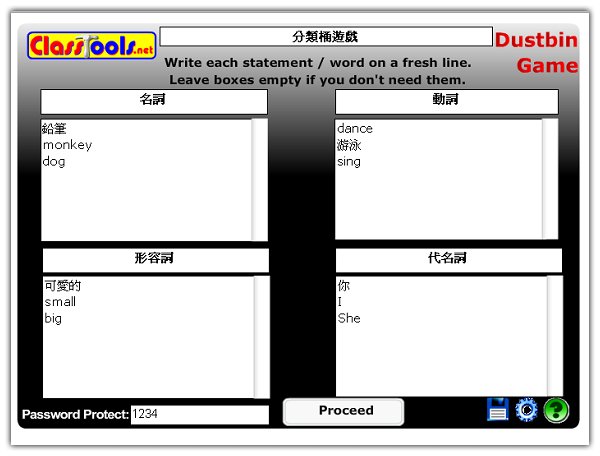 ClassTools.net
分類桶遊戲
Dustbin
Game
Write each statement / word on a fresh line.
Leave boxes empty if you don't need them.
名詞
鉛筆
monkey
dog
動詞
dance
游泳
sing
形容詞
可愛的
small
big
代名詞
你
I
She
Password Protect: 1234
Proceed
?